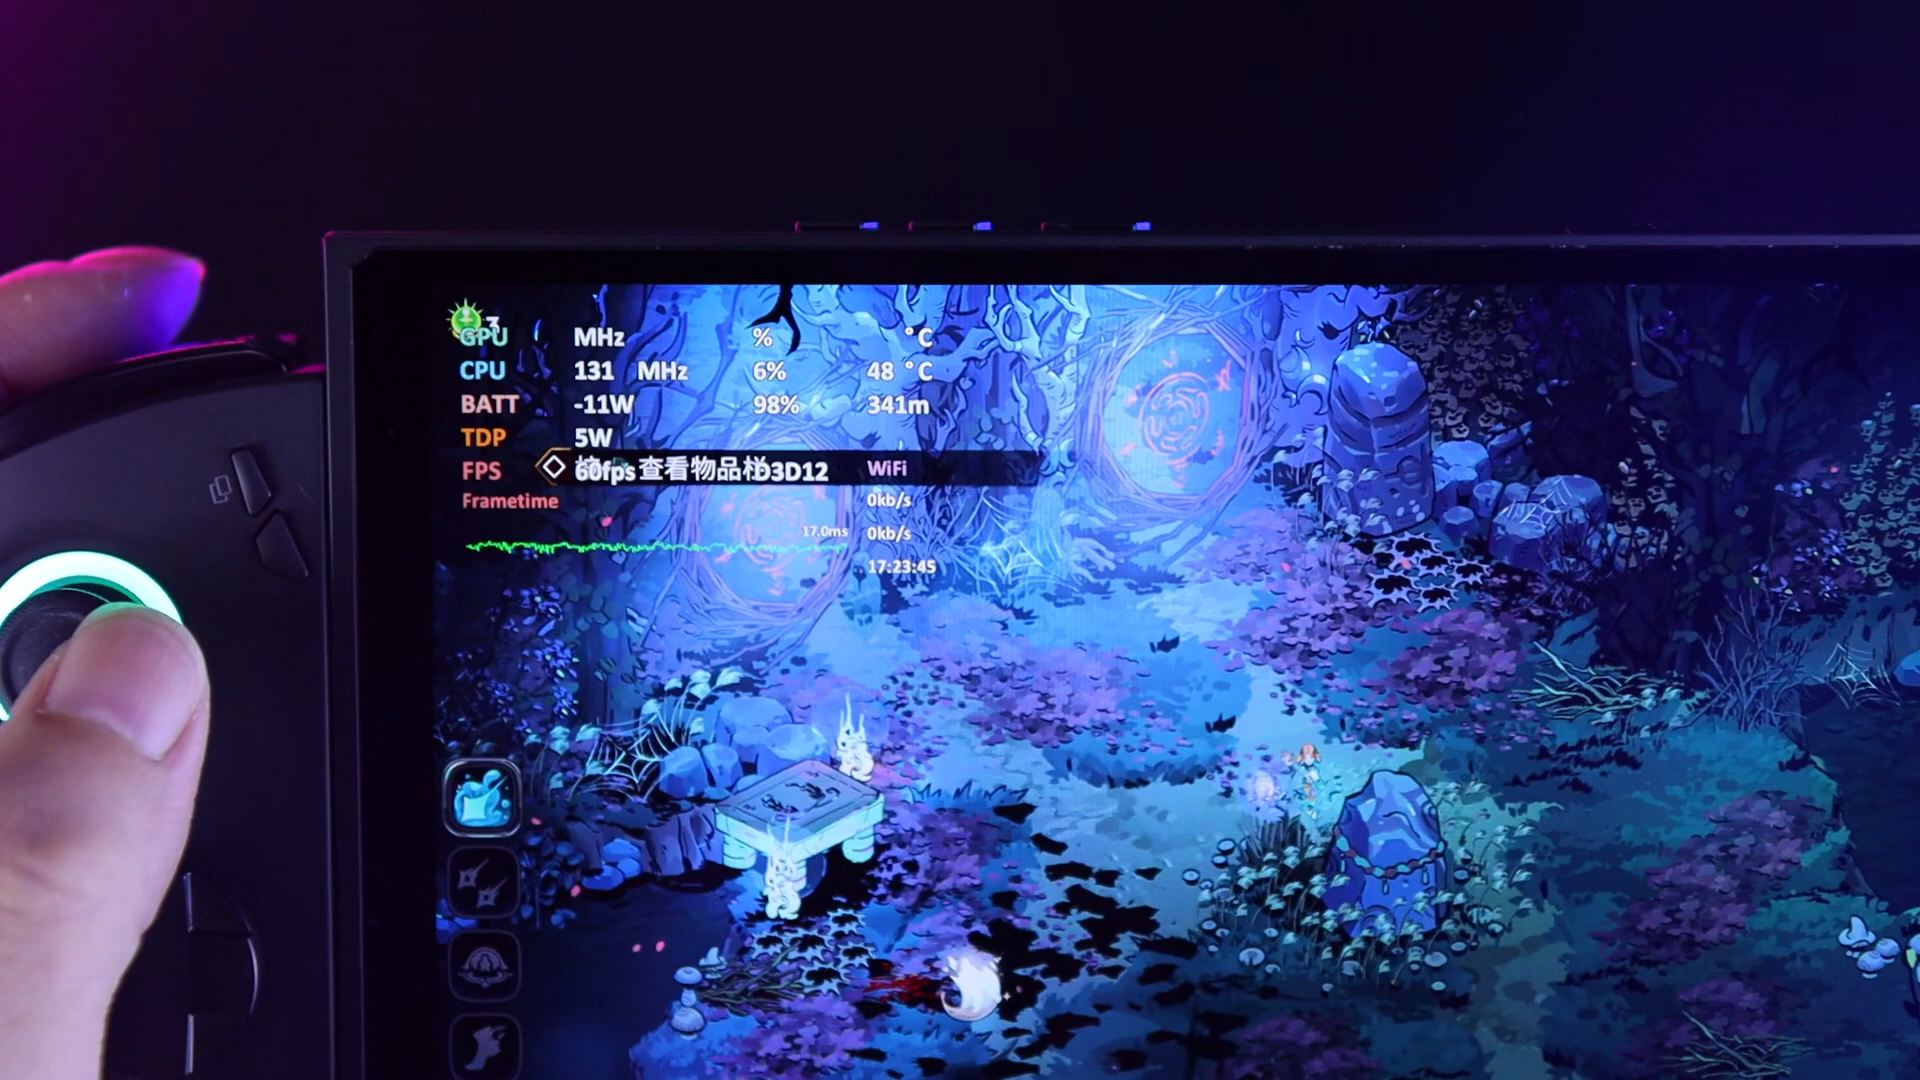 3
GPU MHz % °C
CPU 131 MHz 6% 48 °C
BATT -11W 98% 341m
TDP 5W
FPS 60fps 查看物品栏 D3D12 WiFi
Frametime 0kb/s
17.0ms 0kb/s
17:23:45